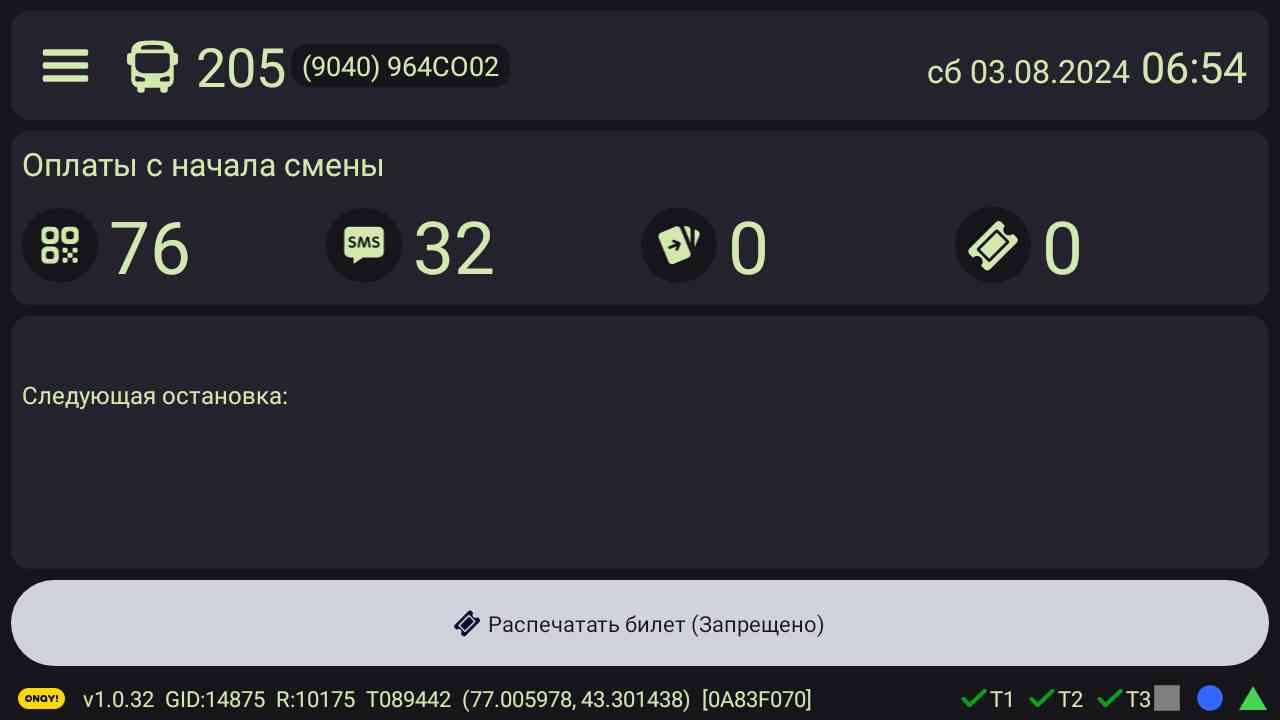 205 (9040) 964CO02 сб 03.08.2024 06:54
Оплаты с начала смены
76 SMS 32 0 0
Следующая остановка:
Распечатать билет (Запрещено)
ONAY! v1.0.32 GID:14875 R:10175 T089442 (77.005978, 43.301438) [0A83F070] T1 T2 T3